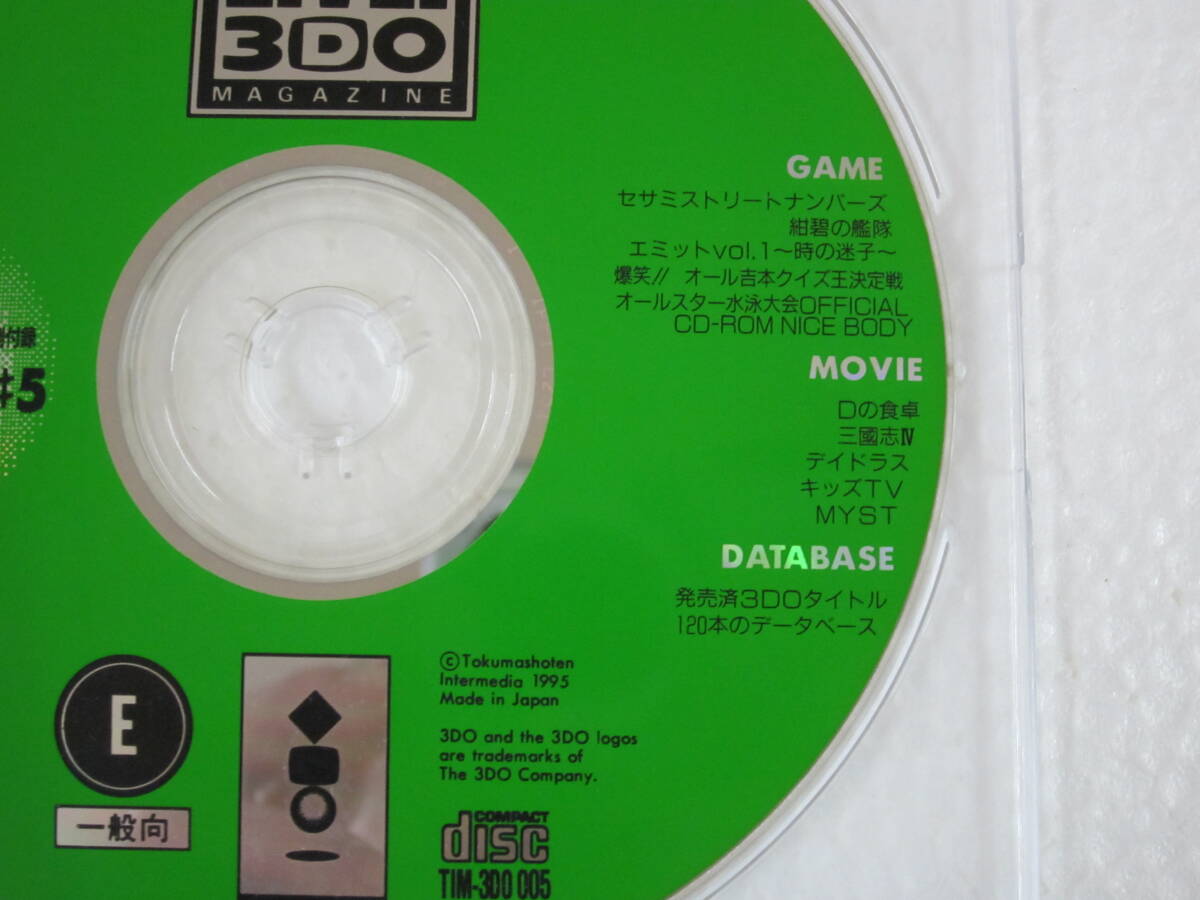 3DO
MAGAZINE
GAME
セサミストリートナンバーズ
紺碧の艦隊
エミットvol.1～時の迷子～
爆笑// オール吉本クイズ王決定戦
オールスター水泳大会OFFICIAL
CD-ROM NICE BODY
MOVIE
Dの食卓
三國志Ⅳ
デイドラス
キッズTV
MYST
DATABASE
発売済3DOタイトル
120本のデータベース
付録
#5
E
一般向
©Tokumashoten
Intermedia 1995
Made in Japan
3DO and the 3DO logos
are trademarks of
The 3DO Company.
COMPACT
disc
TIM-3DO 005